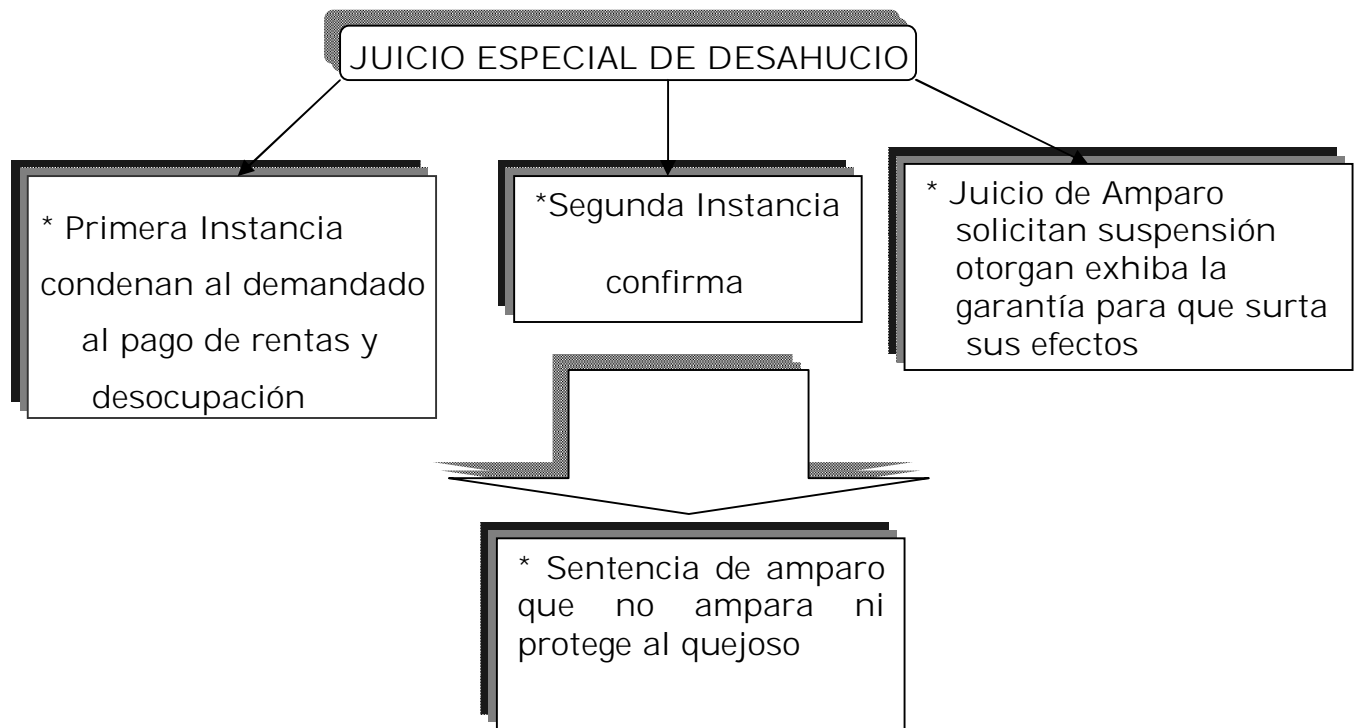 JUICIO ESPECIAL DE DESAHUCIO
* Primera Instancia
condenan al demandado
al pago de rentas y
desocupación
*Segunda Instancia
confirma
* Juicio de Amparo
solicitan suspensión
otorgan exhiba la
garantía para que surta
sus efectos
* Sentencia de amparo
que no ampara ni
protege al quejoso